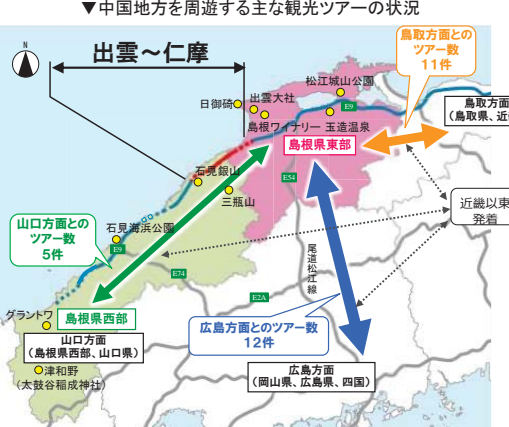 ▼中国地方を周遊する主な観光ツアーの状況
N
出雲～仁摩
鳥取方面との
ツアー数
11件
松江城山公園
日御碕
出雲大社
E9
島根ワイナリー
玉造温泉
鳥取方面
(鳥取県、近
島根県東部
石見銀山
E54
三瓶山
近畿以東
発着
山口方面との
ツアー数
5件
石見海浜公園
E9
尾道松江線
E74
E2A
グラントワ
島根県西部
広島方面とのツアー数
12件
山口方面
(島根県西部、山口県)
津和野
(太鼓谷稲成神社)
広島方面
(岡山県、広島県、四国)